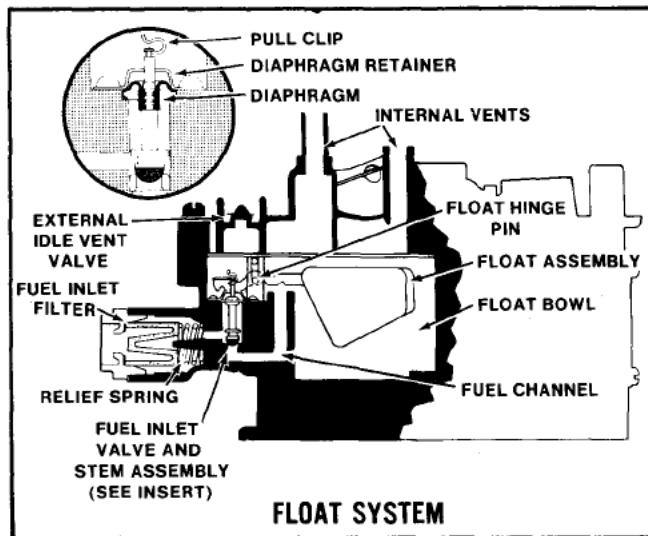 PULL CLIP
DIAPHRAGM RETAINER
DIAPHRAGM
INTERNAL VENTS
EXTERNAL
IDLE VENT
VALVE
FLOAT HINGE
PIN
FLOAT ASSEMBLY
FUEL INLET
FILTER
FLOAT BOWL
RELIEF SPRING
FUEL CHANNEL
FUEL INLET
VALVE AND
STEM ASSEMBLY
(SEE INSERT)
FLOAT SYSTEM